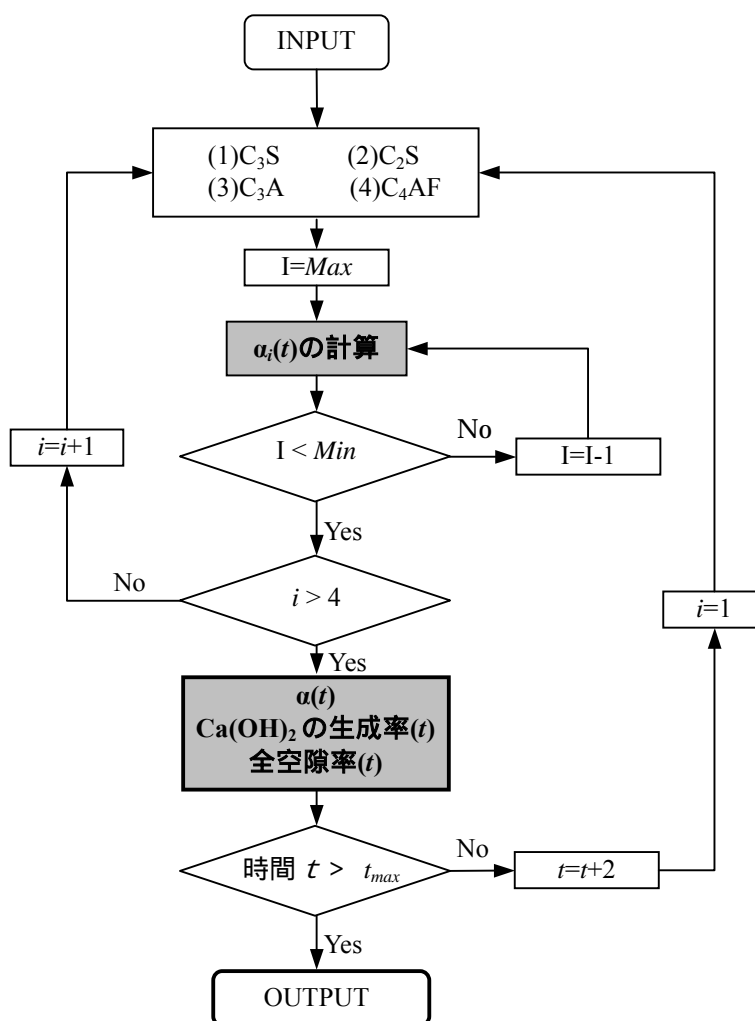 INPUT
(1)C₃S (2)C₂S
(3)C₃A (4)C₄AF
I=Max
αᵢ(t)の計算
I < Min
No
I=I-1
i=i+1
Yes
No
i > 4
i=1
Yes
α(t)
Ca(OH)₂ の生成率(t)
全空隙率(t)
時間 t > tₘₐₓ
No
t=t+2
Yes
OUTPUT